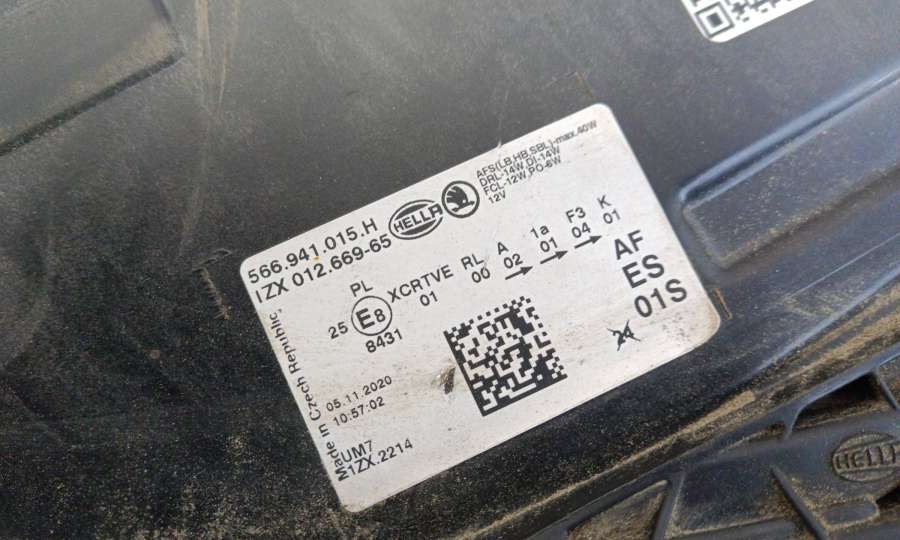 566.941.015.H
1ZX 012.669-65
HELLA
AFS(LB,HB,SBL)-max.40W
DRL-14W,DI-14W
FCL-12W,PO-6W
12V
PL
25 E8 XCRTVE RL A 1a F3 K
8431 01 00 02 01 04 01
AF
ES
01S
24
Made in Czech Republic
05.11.2020
10:57:02
UM7
1ZX.2214
HELLA